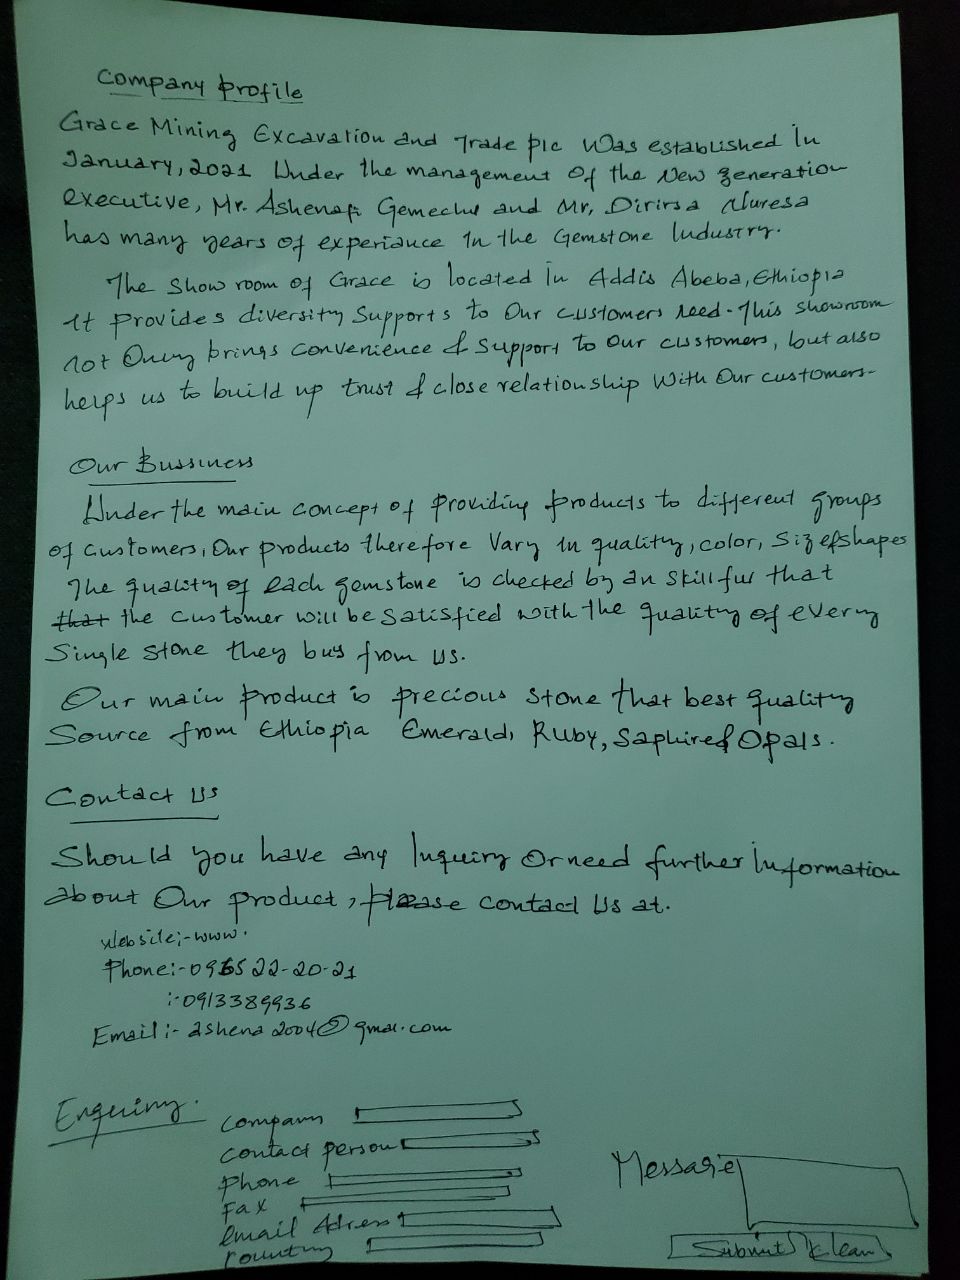 Company Profile
Grace Mining Excavation and Trade plc Was established In
January, 2021 Under the management Of the New generation
executive, Mr. Ashenafi Gemechu and Mr, Dirirsa
has many years of experiance In the Gemstone Industry.
The Show room of Grace is located In Addis Abeba, Ethiopia
It Provides diversity Supports to Our customers need. This showroom
not brings convenience & Support to Our customers, but also
helps us to build up trust & close relationship With Our customers.
Our Bussiness
Under the main concept of Providing products to different groups
of customers, Our products therefore Vary in quality, color, Size & shapes
The quality of each gemstone is checked by an skillful that
that the customer will be Satisfied with the quality of every
Single stone they buy from us.
Our main product is precious stone that best quality
Source from Ethiopia Emerald, Ruby, Saphire & Opals.
Contact Us
Should you have any Inquiry Or need further Information
about Our product, please contact Us at.
Website:-www.
Phone:- 22-20-21
:-0913389936
Email:- ashena2004@gmai.com
Enquiry.
Company
Contact person
Phone
Fax
email Adress
Country
Message
Submit Clear